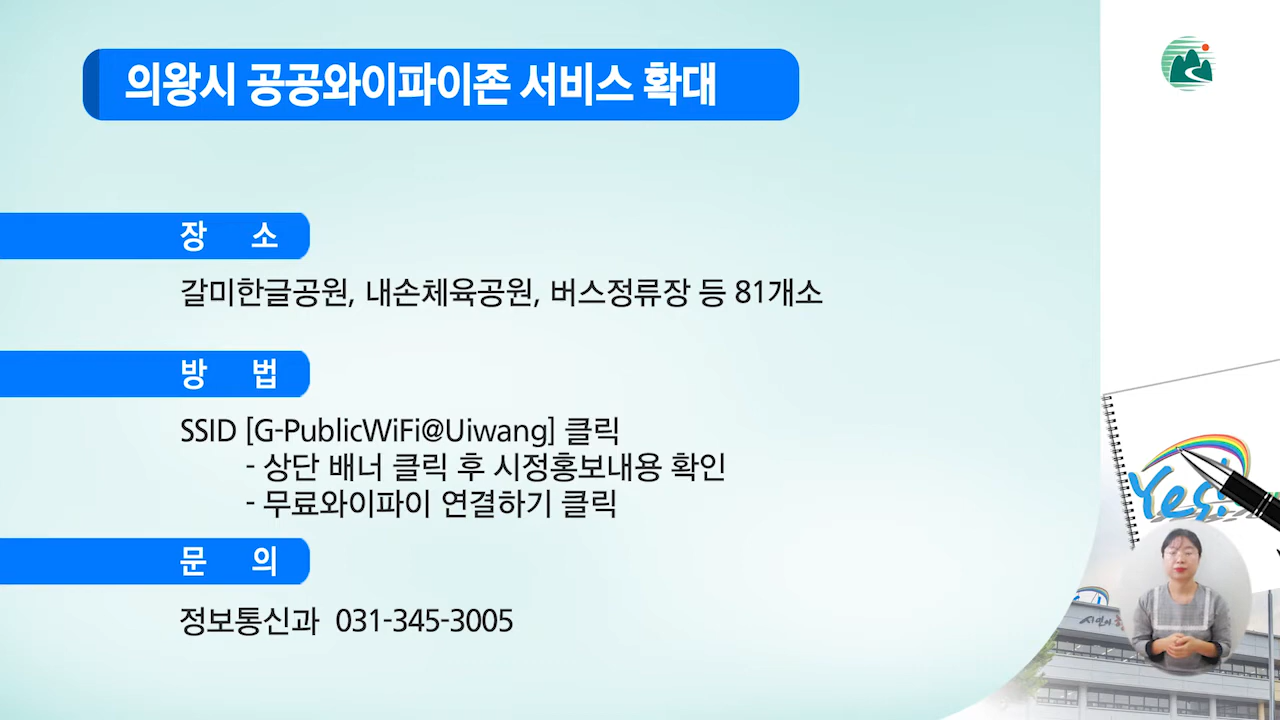 의왕시 공공와이파이존 서비스 확대
장 소
갈미한글공원, 내손체육공원, 버스정류장 등 81개소
방 법
SSID [G-PublicWiFi@Uiwang] 클릭
- 상단 배너 클릭 후 시정홍보내용 확인
- 무료와이파이 연결하기 클릭
문 의
정보통신과 031-345-3005
Yes!